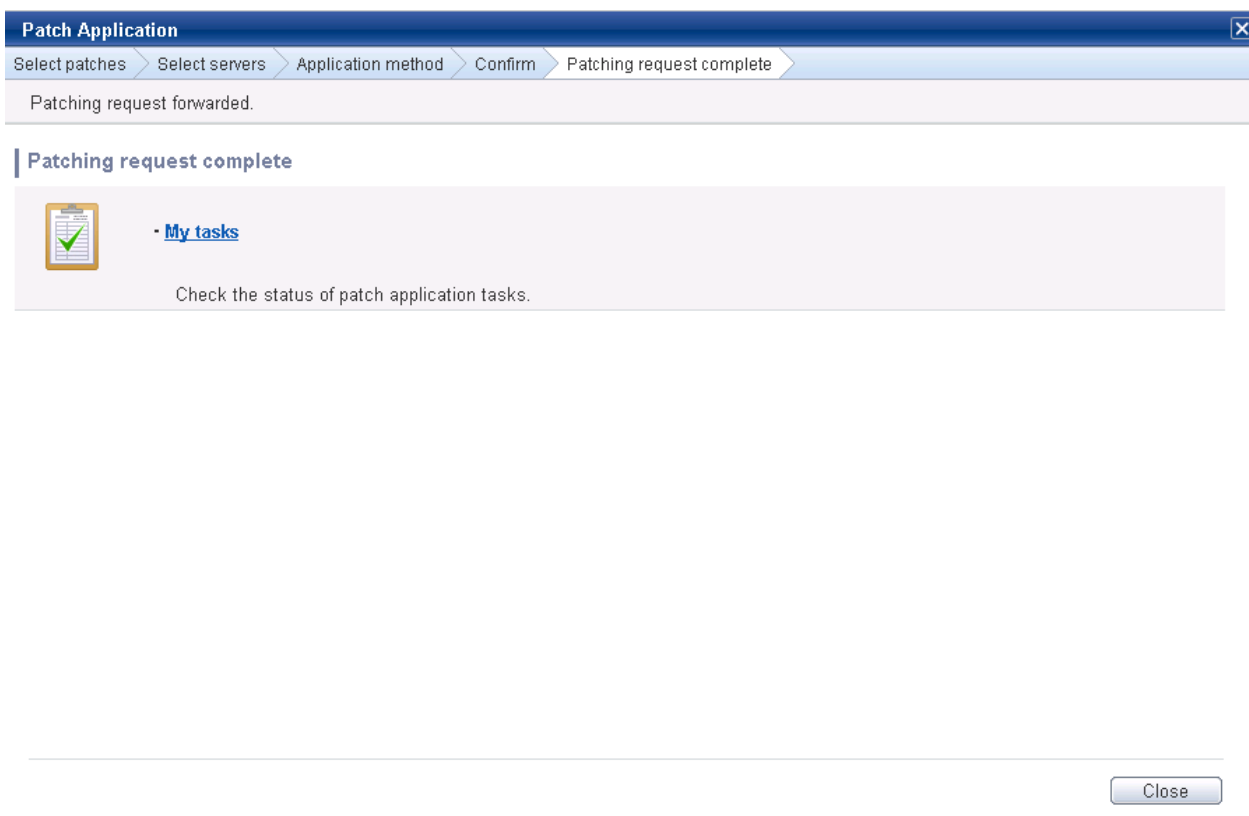 Patch Application
Select patches Select servers Application method Confirm Patching request complete
Patching request forwarded.
Patching request complete
· My tasks
Check the status of patch application tasks.
Close